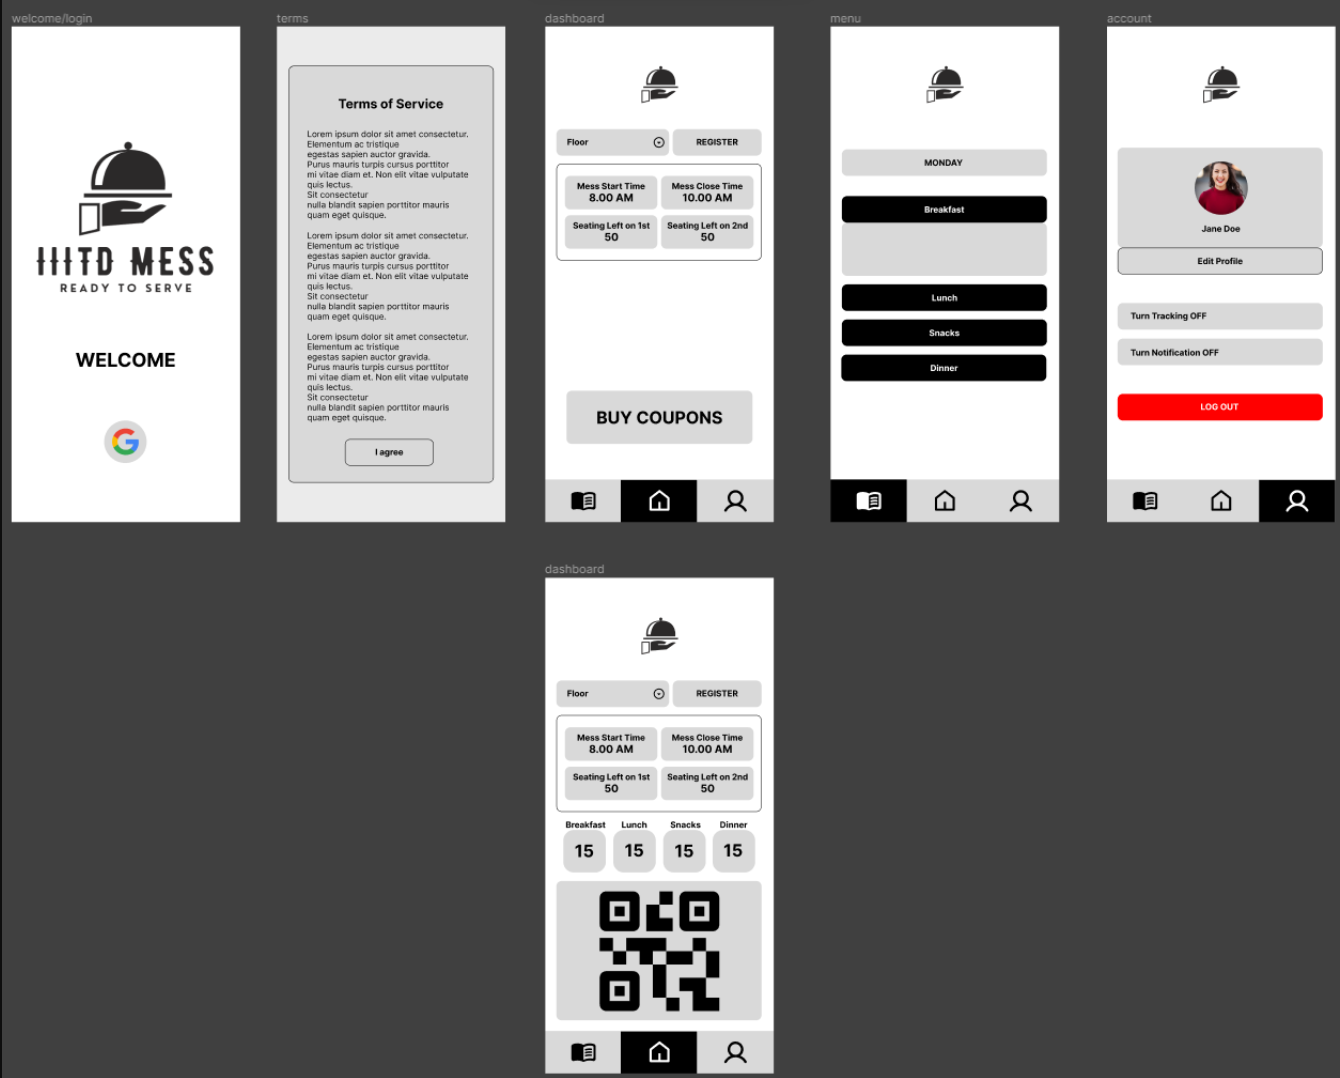 welcome/login
IIITD MESS
READY TO SERVE
WELCOME
terms
Terms of Service
Lorem ipsum dolor sit amet consectetur.
Elementum ac tristique
egestas sapien auctor gravida.
Purus mauris turpis cursus porttitor
mi vitae diam et. Non elit vitae vulputate
quis lectus.
Sit consectetur
nulla blandit sapien porttitor mauris
quam eget quisque.
Lorem ipsum dolor sit amet consectetur.
Elementum ac tristique
egestas sapien auctor gravida.
Purus mauris turpis cursus porttitor
mi vitae diam et. Non elit vitae vulputate
quis lectus.
Sit consectetur
nulla blandit sapien porttitor mauris
quam eget quisque.
Lorem ipsum dolor sit amet consectetur.
Elementum ac tristique
egestas sapien auctor gravida.
Purus mauris turpis cursus porttitor
mi vitae diam et. Non elit vitae vulputate
quis lectus.
Sit consectetur
nulla blandit sapien porttitor mauris
quam eget quisque.
I agree
dashboard
Floor
REGISTER
Mess Start Time
8.00 AM
Mess Close Time
10.00 AM
Seating Left on 1st
50
Seating Left on 2nd
50
BUY COUPONS
menu
MONDAY
Breakfast
Lunch
Snacks
Dinner
account
Jane Doe
Edit Profile
Turn Tracking OFF
Turn Notification OFF
LOG OUT
dashboard
Floor
REGISTER
Mess Start Time
8.00 AM
Mess Close Time
10.00 AM
Seating Left on 1st
50
Seating Left on 2nd
50
Breakfast
15
Lunch
15
Snacks
15
Dinner
15